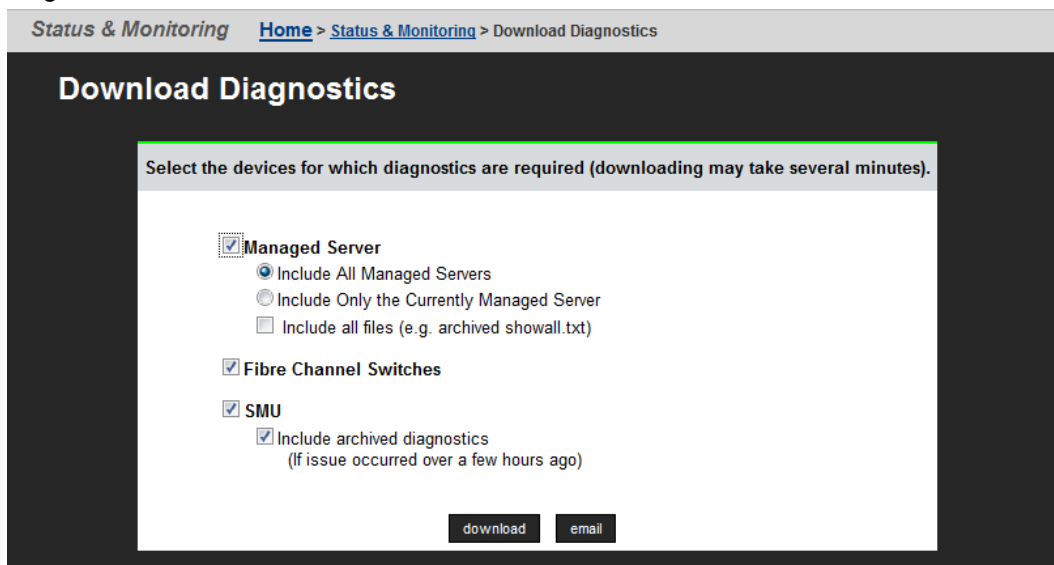 Status & Monitoring Home > Status & Monitoring > Download Diagnostics
Download Diagnostics
Select the devices for which diagnostics are required (downloading may take several minutes).
Managed Server
Include All Managed Servers
Include Only the Currently Managed Server
Include all files (e.g. archived showall.txt)
Fibre Channel Switches
SMU
Include archived diagnostics
(If issue occurred over a few hours ago)
download email